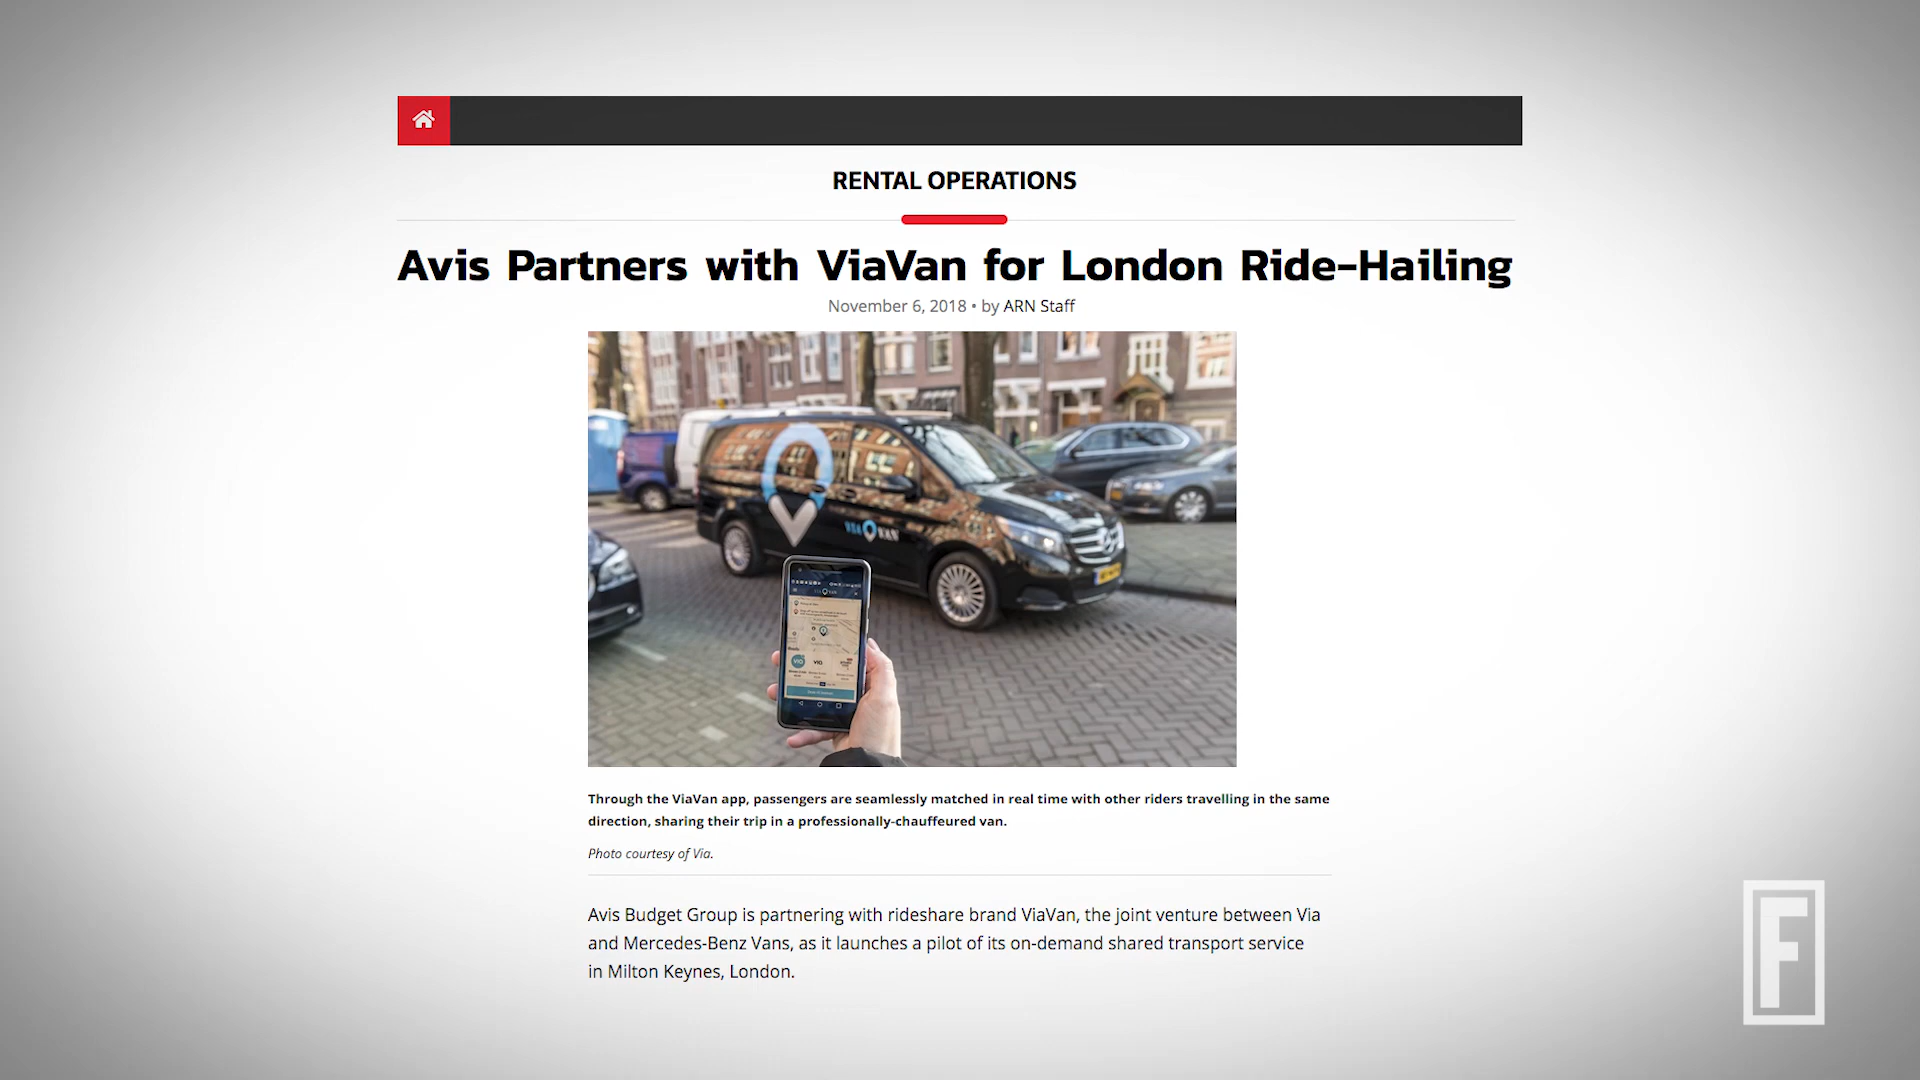 RENTAL OPERATIONS
Avis Partners with ViaVan for London Ride-Hailing
November 6, 2018 • by ARN Staff
VIA VAN
Through the ViaVan app, passengers are seamlessly matched in real time with other riders travelling in the same
direction, sharing their trip in a professionally-chauffeured van.
Photo courtesy of Via.
Avis Budget Group is partnering with rideshare brand ViaVan, the joint venture between Via
and Mercedes-Benz Vans, as it launches a pilot of its on-demand shared transport service
in Milton Keynes, London.
F